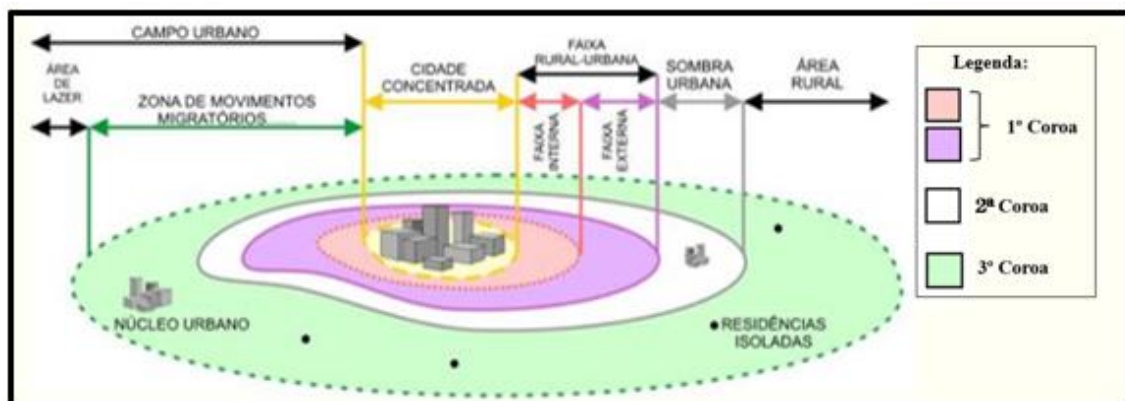 CAMPO URBANO
ÁREA
DE
LAZER
ZONA DE MOVIMENTOS
MIGRATÓRIOS
CIDADE
CONCENTRADA
FAIXA
RURAL-URBANA
FAIXA
INTERNA
FAIXA
EXTERNA
SOMBRA
URBANA
ÁREA
RURAL
NÚCLEO URBANO
RESIDÊNCIAS
ISOLADAS
Legenda:
1º Coroa
2ª Coroa
3º Coroa